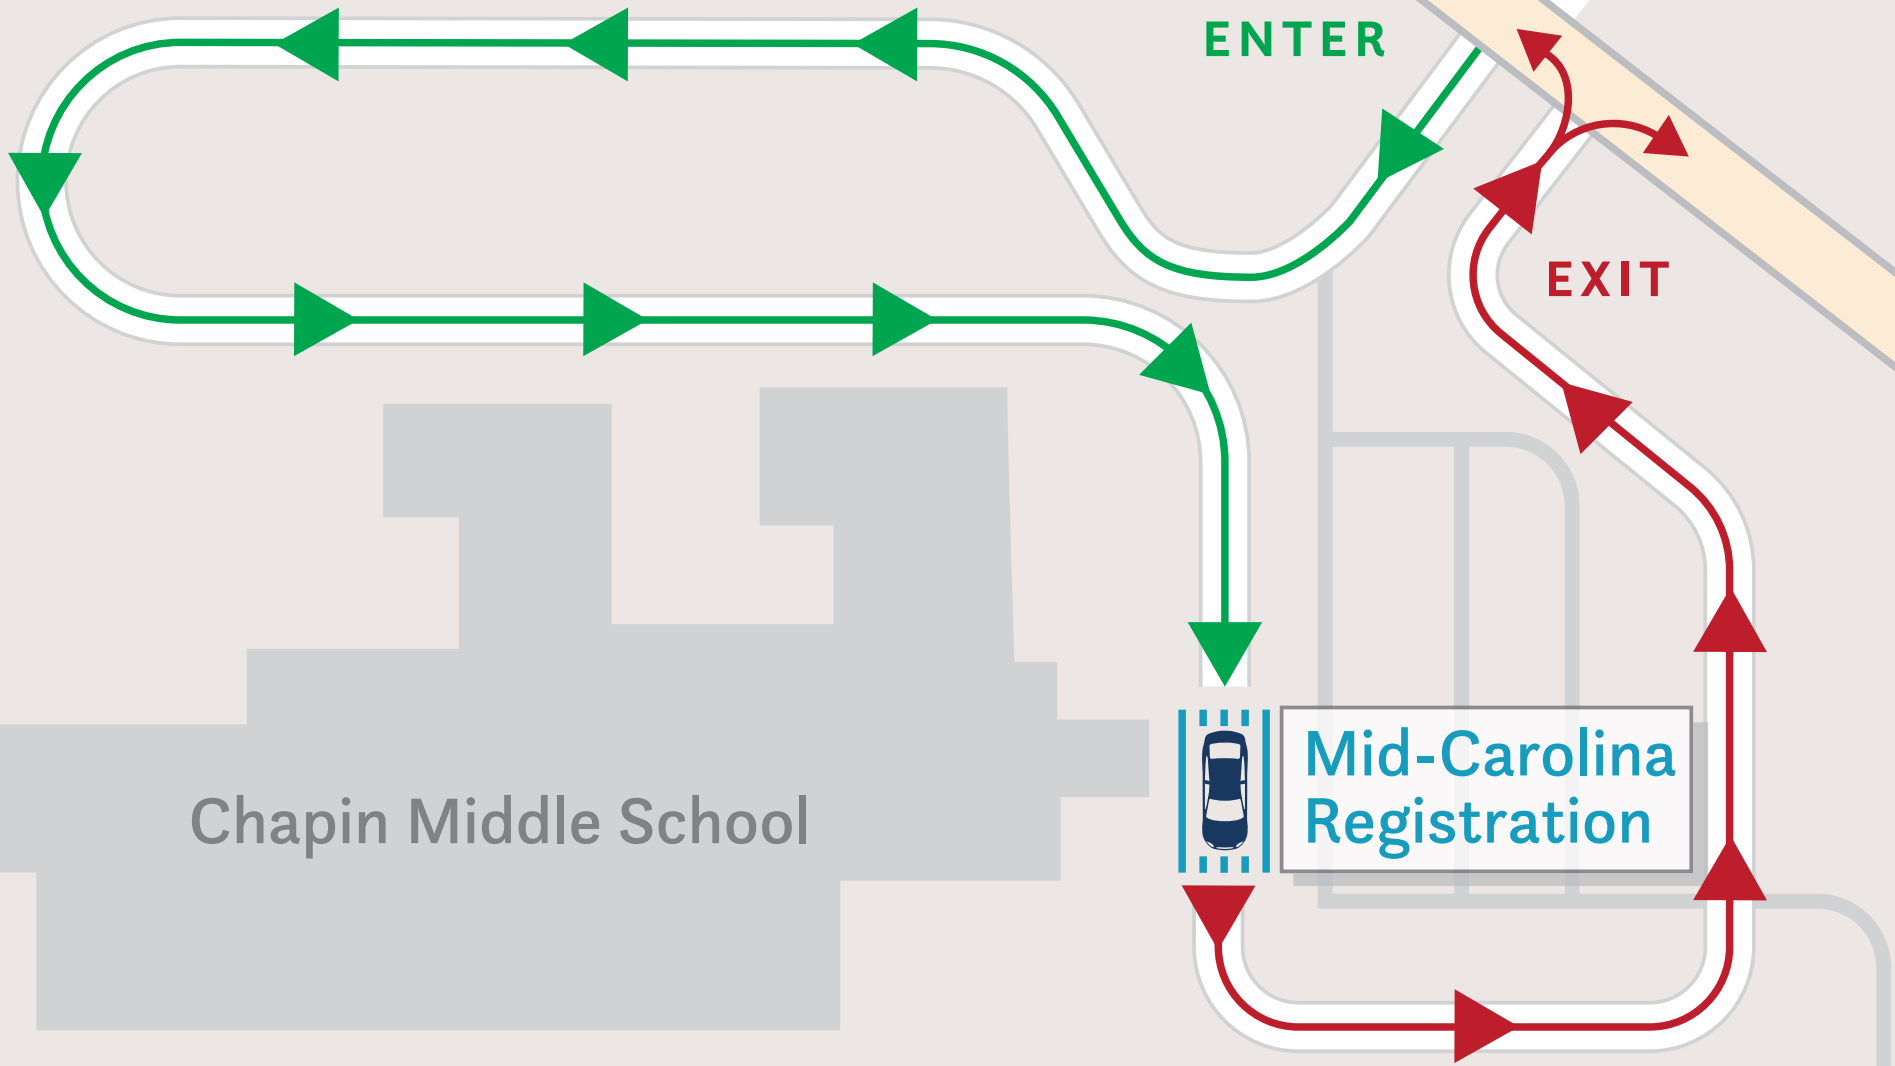 ENTER
EXIT
Mid-Carolina
Registration
Chapin Middle School